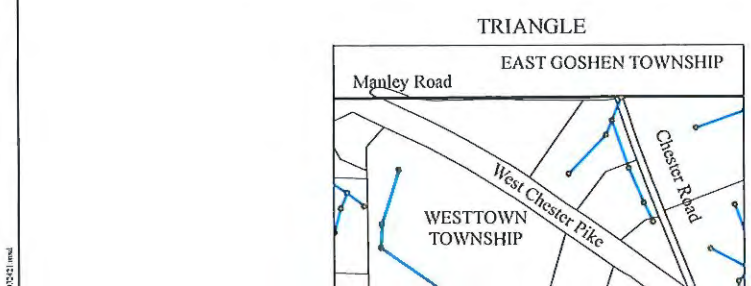 TRIANGLE
EAST GOSHEN TOWNSHIP
Manley Road
Chester Road
West Chester Pike
WESTTOWN
TOWNSHIP